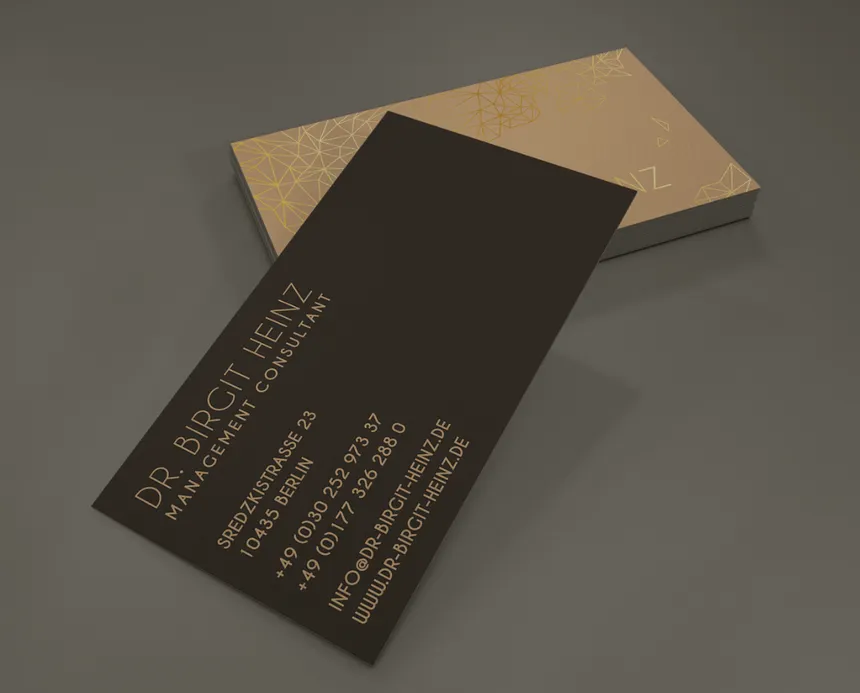 DR. BIRGIT HEINZ
MANAGEMENT CONSULTANT
SREDZKISTRASSE 23
10435 BERLIN
+49 (0)30 252 973 37
+49 (0)177 326 288 0
INFO@DR-BIRGIT-HEINZ.DE
WWW.DR-BIRGIT-HEINZ.DE
NZ